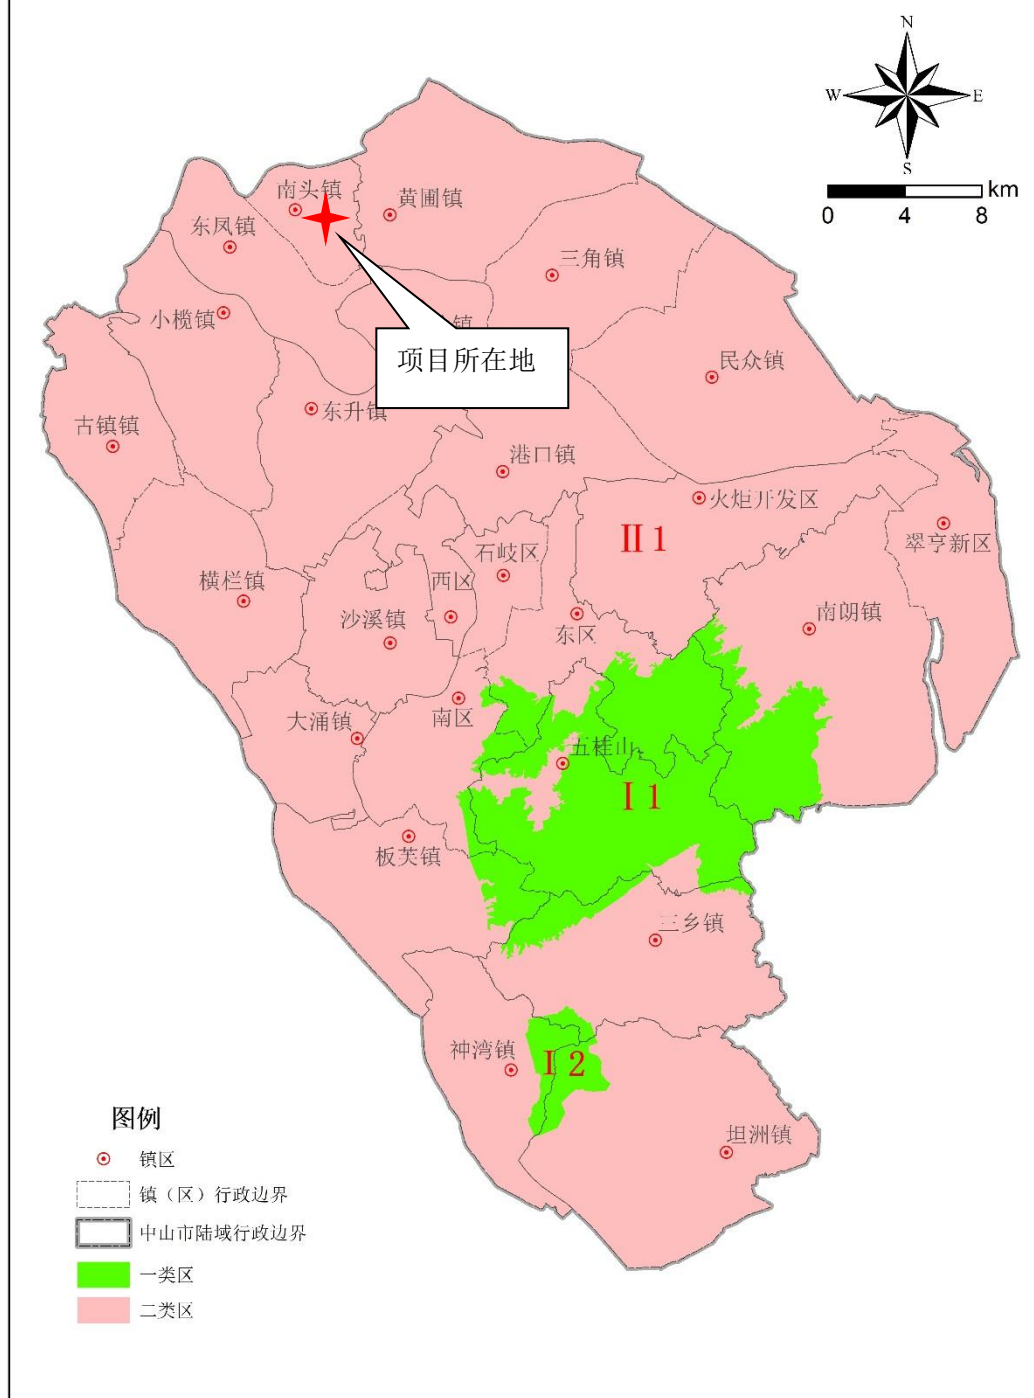 N
W
E
S
km
0
4
8
南头镇
黄圃镇
东凤镇
三角镇
小榄镇
镇
项目所在地
民众镇
古镇镇
东升镇
港口镇
火炬开发区
II 1
翠亨新区
石岐区
西区
横栏镇
沙溪镇
东区
南朗镇
南区
大涌镇
五桂山
I 1
板芙镇
三乡镇
神湾镇
I 2
坦洲镇
图例
镇区
镇（区）行政边界
中山市陆域行政边界
一类区
二类区